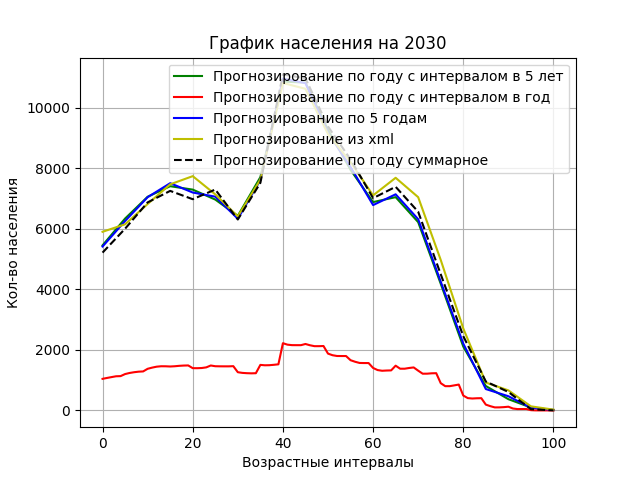 График населения на 2030
Прогнозирование по году с интервалом в 5 лет
Прогнозирование по году с интервалом в год
Прогнозирование по 5 годам
Прогнозирование из xml
Прогнозирование по году суммарное
Кол-во населения
10000
8000
6000
4000
2000
0
0 20 40 60 80 100
Возрастные интервалы